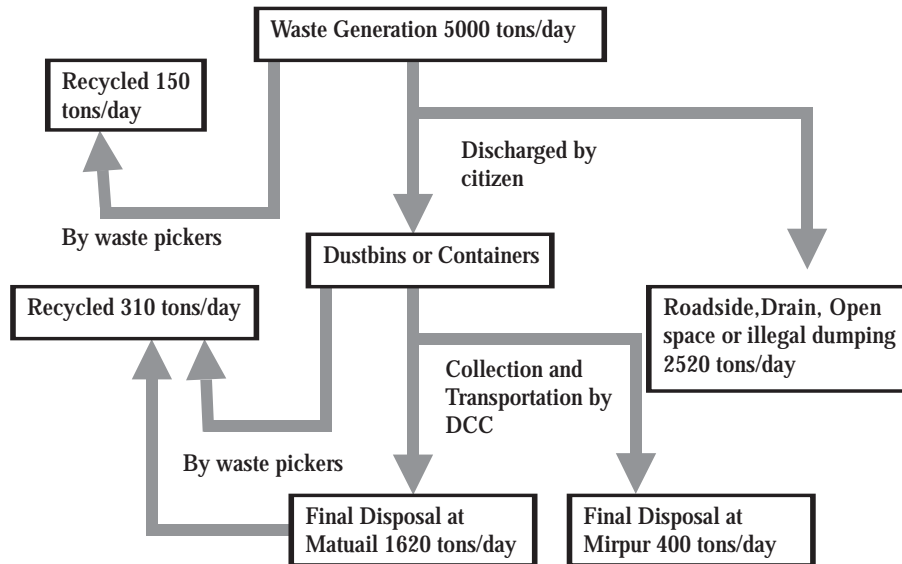 Waste Generation 5000 tons/day
Recycled 150
tons/day
Discharged by
citizen
By waste pickers
Dustbins or Containers
Recycled 310 tons/day
Roadside,Drain, Open
space or illegal dumping
2520 tons/day
Collection and
Transportation by
DCC
By waste pickers
Final Disposal at
Matuail 1620 tons/day
Final Disposal at
Mirpur 400 tons/day